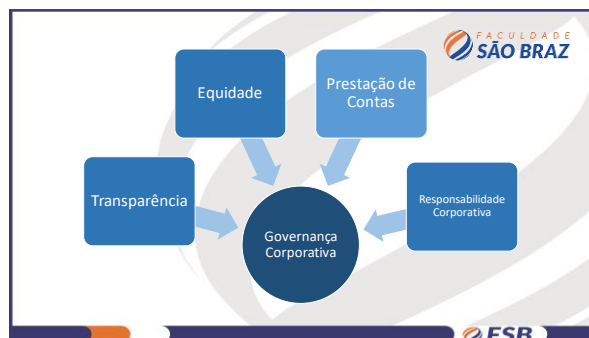 FACULDADE
SÃO BRAZ
Equidade
Prestação de
Contas
Transparência
Responsabilidade
Corporativa
Governança
Corporativa
FSB